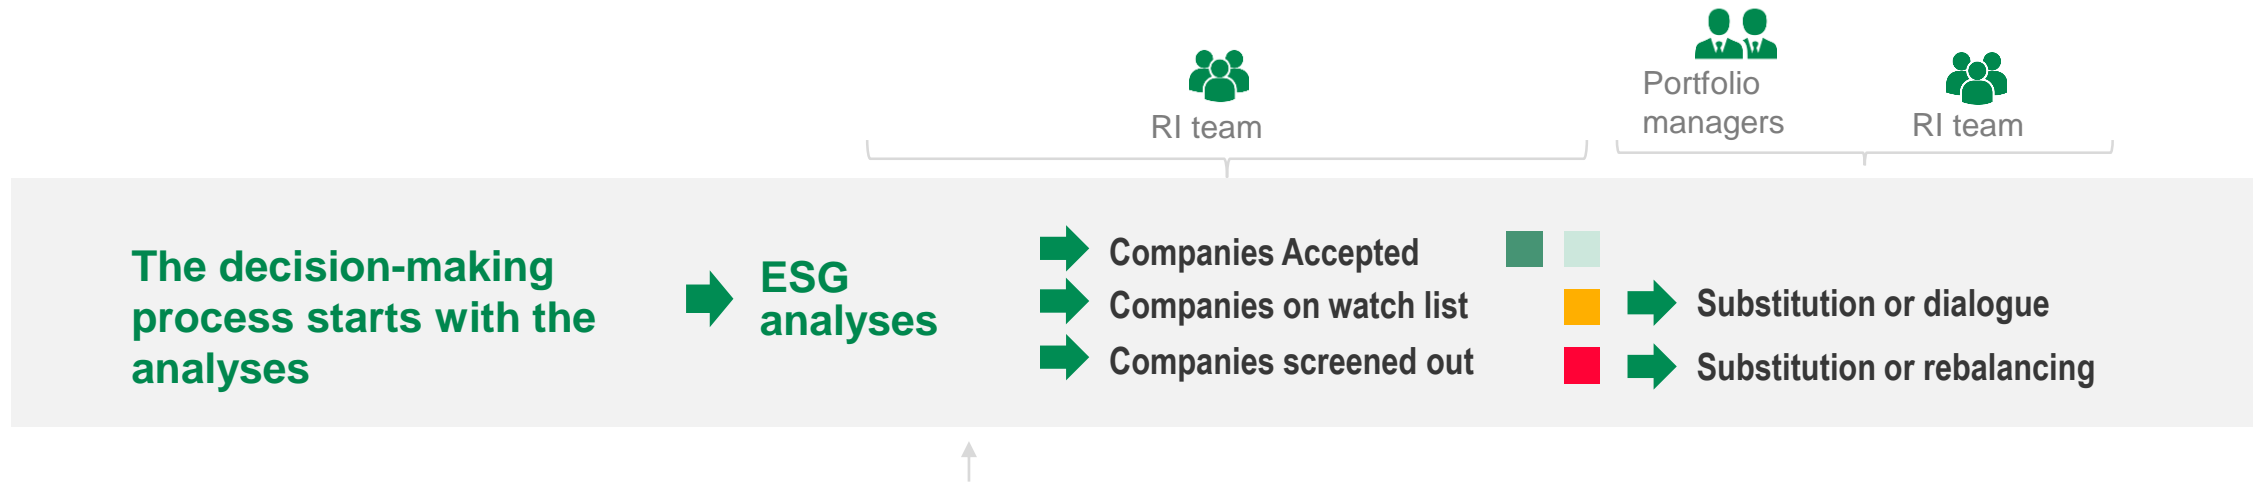 RI team
Portfolio
managers
RI team
The decision-making
process starts with the
analyses
ESG
analyses
Companies Accepted
Companies on watch list
Companies screened out
Substitution or dialogue
Substitution or rebalancing